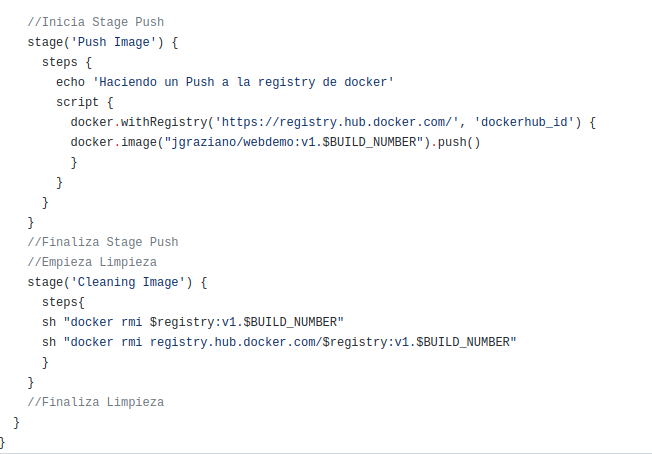 //Inicia Stage Push
stage('Push Image') {
steps {
echo 'Haciendo un Push a la registry de docker'
script {
docker.withRegistry('https://registry.hub.docker.com/', 'dockerhub_id') {
docker.image("jgraziano/webdemo:v1.$BUILD_NUMBER").push()
}
}
}
}
//Finaliza Stage Push
//Empieza Limpieza
stage('Cleaning Image') {
steps{
sh "docker rmi $registry:v1.$BUILD_NUMBER"
sh "docker rmi registry.hub.docker.com/$registry:v1.$BUILD_NUMBER"
}
}
//Finaliza Limpieza
}
}